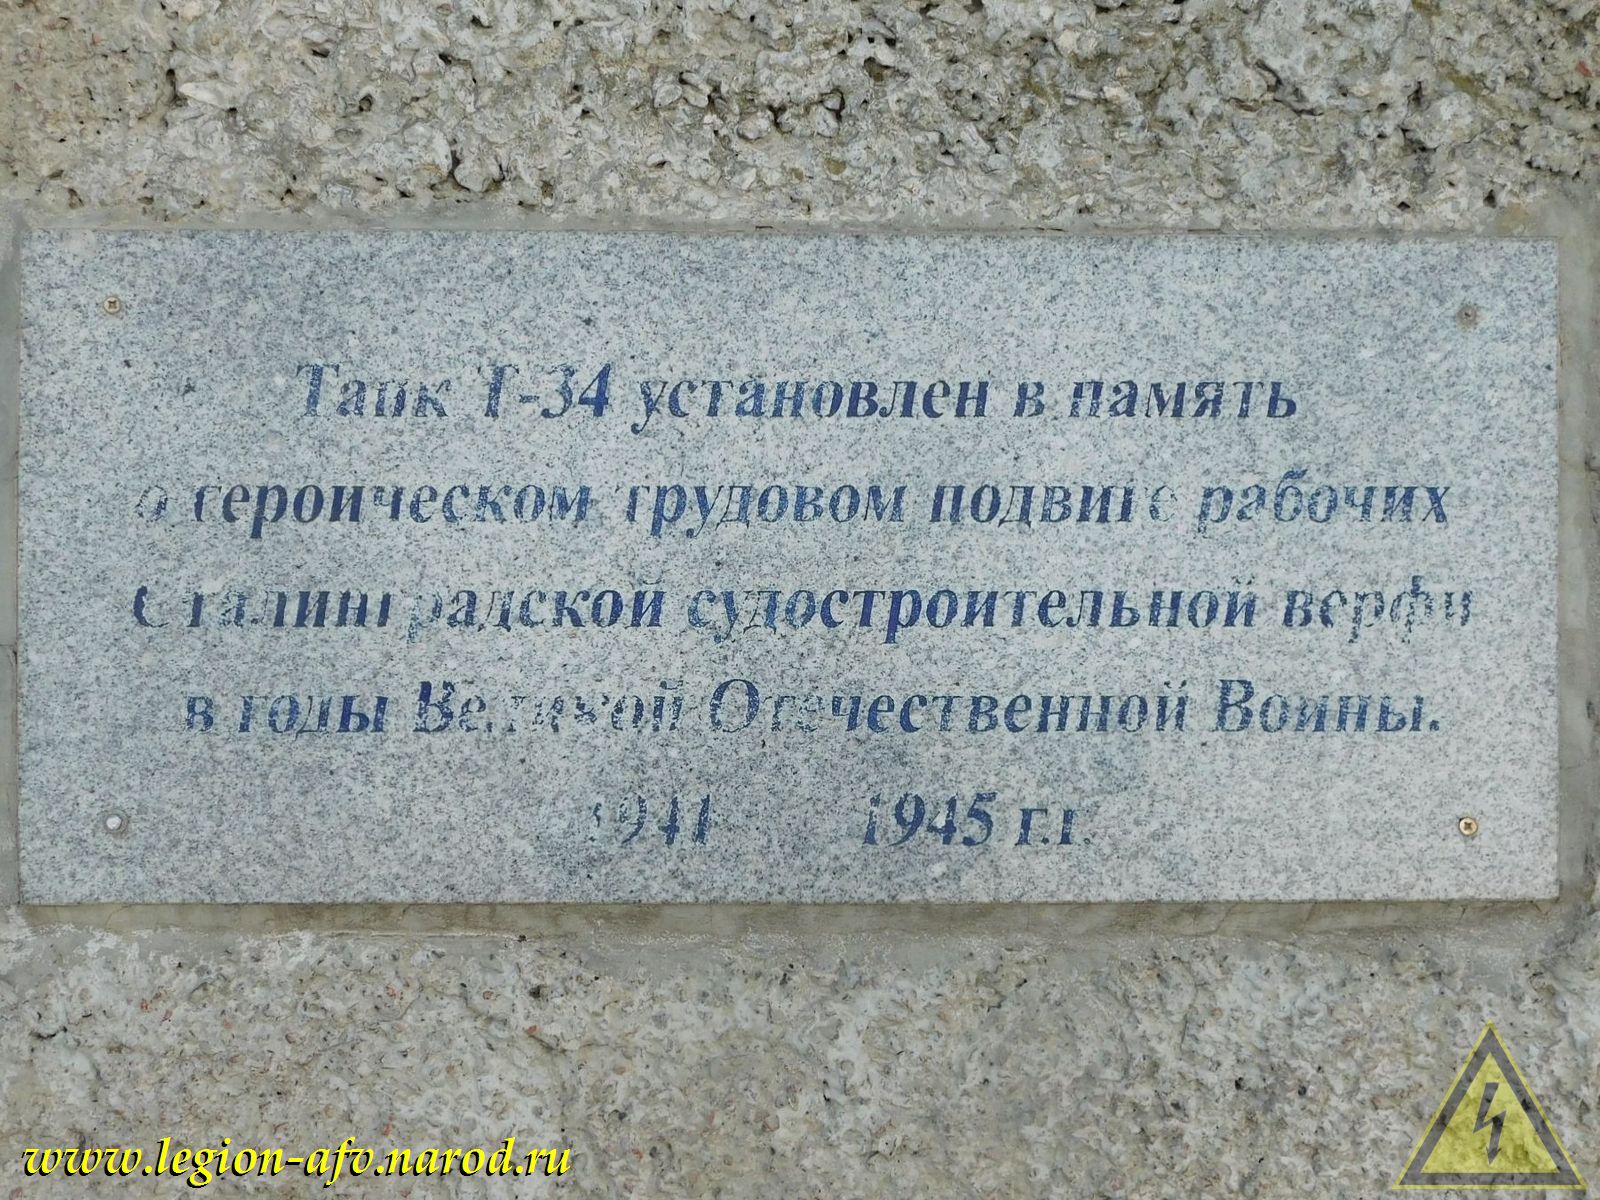 Танк Т-34 установлен в память
о героическом трудовом подвиге рабочих
Сталинградской судостроительной верфи
в годы Великой Отечественной Войны.
1941 1945 г.г.
www.legion-afv.narod.ru